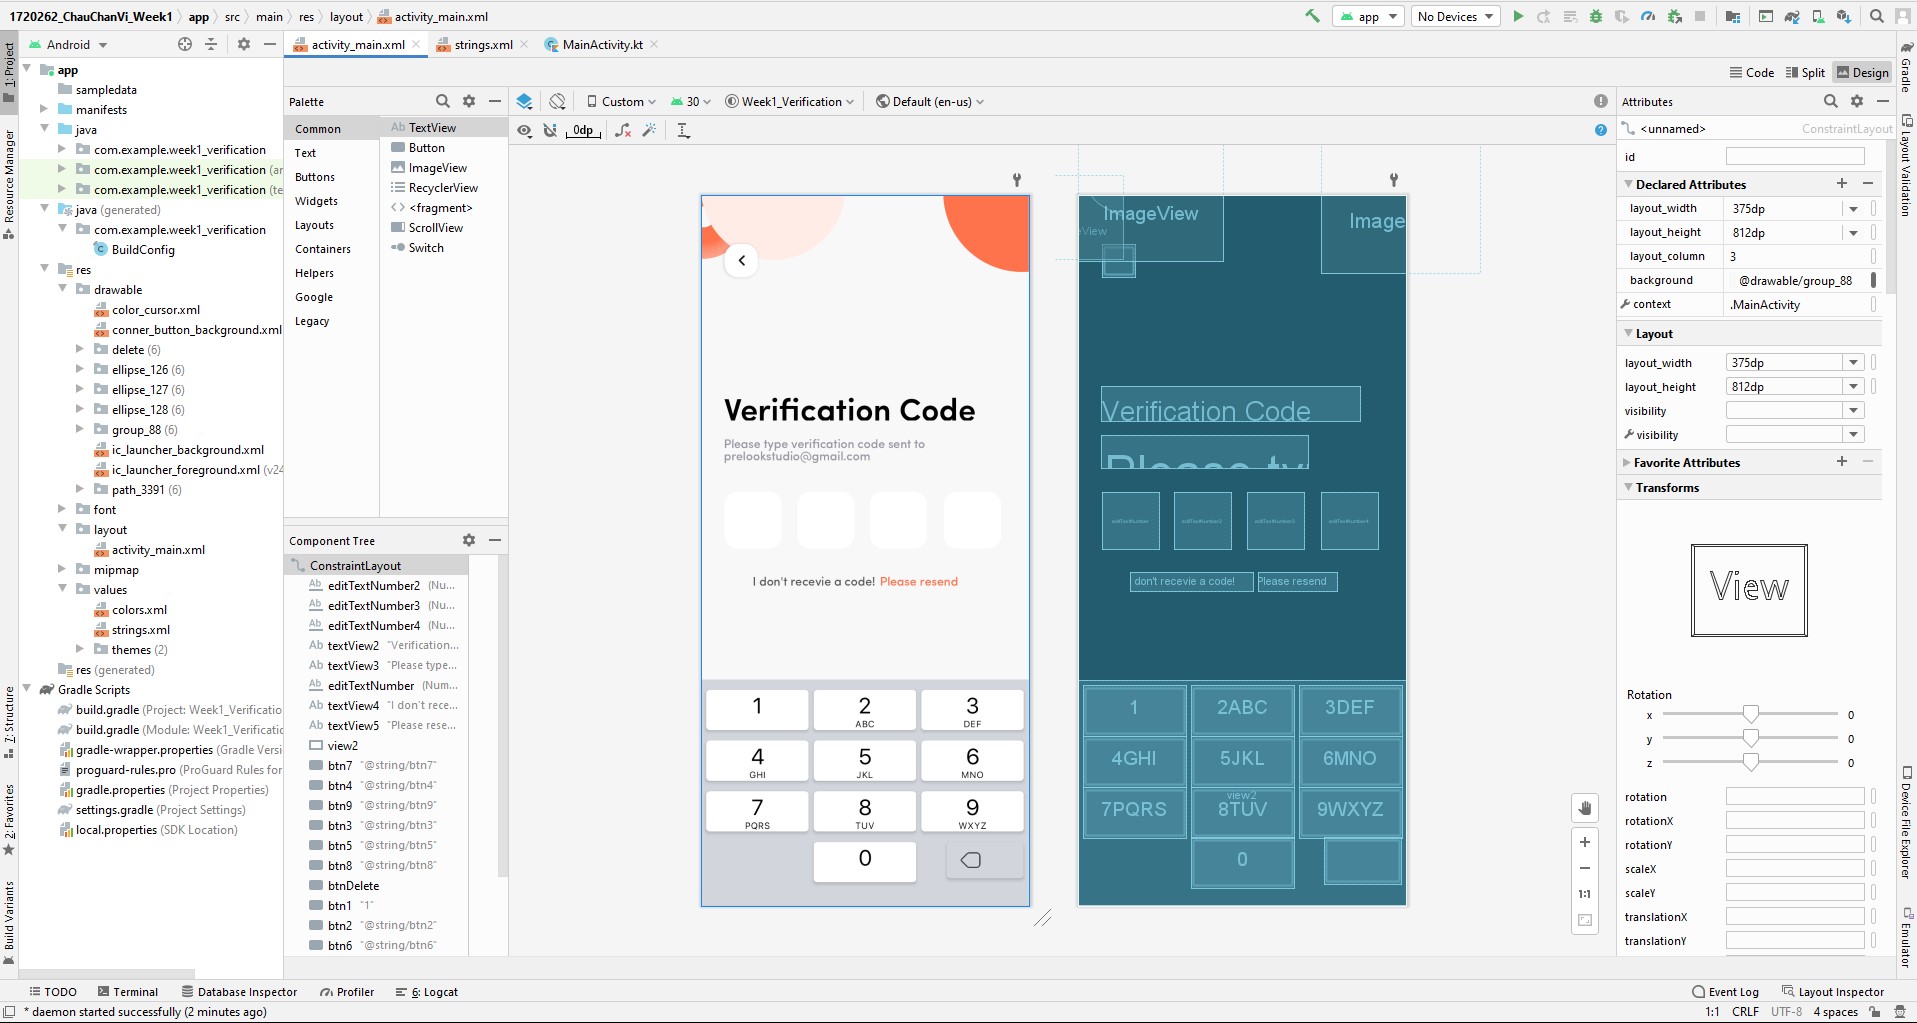 1720262_ChauChanVi_Week1 app src main res layout activity_main.xml
app No Devices
Android
activity_main.xml strings.xml MainActivity.kt
Code Split Design
1: Project
Resource Manager
7: Structure
2: Favorites
Build Variants
app
sampledata
manifests
java
com.example.week1_verification
com.example.week1_verification (ar
com.example.week1_verification (te
java (generated)
com.example.week1_verification
BuildConfig
res
drawable
color_cursor.xml
conner_button_background.xml
delete (6)
ellipse_126 (6)
ellipse_127 (6)
ellipse_128 (6)
group_88 (6)
ic_launcher_background.xml
ic_launcher_foreground.xml (v24
path_3391 (6)
font
layout
activity_main.xml
mipmap
values
colors.xml
strings.xml
themes (2)
res (generated)
Gradle Scripts
build.gradle (Project: Week1_Verificatio
build.gradle (Module: Week1_Verificatio
gradle-wrapper.properties (Gradle Versi
proguard-rules.pro (ProGuard Rules for
gradle.properties (Project Properties)
settings.gradle (Project Settings)
local.properties (SDK Location)
Palette
Common
Text
Buttons
Widgets
Layouts
Containers
Helpers
Google
Legacy
Ab TextView
Button
ImageView
RecyclerView
<fragment>
ScrollView
Switch
Component Tree
ConstraintLayout
Ab editTextNumber2 (Nu...
Ab editTextNumber3 (Nu...
Ab editTextNumber4 (Nu...
Ab textView2 "Verification...
Ab textView3 "Please type...
Ab editTextNumber (Num...
Ab textView4 "I don't rece...
Ab textView5 "Please rese...
view2
btn7 "@string/btn7"
btn4 "@string/btn4"
btn9 "@string/btn9"
btn3 "@string/btn3"
btn5 "@string/btn5"
btn8 "@string/btn8"
btnDelete
btn1 "1"
btn2 "@string/btn2"
btn6 "@string/btn6"
Custom 30 Week1_Verification Default (en-us)
0dp
Verification Code
Please type verification code sent to
prelookstudio@gmail.com
I don't recevie a code! Please resend
1 2 3
ABC DEF
4 5 6
GHI JKL MNO
7 8 9
PQRS TUV WXYZ
0
ImageView
eView
Image
Verification Code
Please ty
editTextNumber editTextNumber2 editTextNumber3 editTextNumber4
don't recevie a code! Please resend
1 2ABC 3DEF
4GHI 5JKL 6MNO
view2
7PQRS 8TUV 9WXYZ
0
1:1
Attributes
<unnamed> ConstraintLayout
id
Declared Attributes
layout_width 375dp
layout_height 812dp
layout_column 3
background @drawable/group_88
context .MainActivity
Layout
layout_width 375dp
layout_height 812dp
visibility
visibility
Favorite Attributes
Transforms
View
Rotation
x 0
y 0
z 0
rotation
rotationX
rotationY
scaleX
scaleY
translationX
translationY
Gradle
Layout Validation
Device File Explorer
Emulator
TODO Terminal Database Inspector Profiler 6: Logcat Event Log Layout Inspector
* daemon started successfully (2 minutes ago) 1:1 CRLF UTF-8 4 spaces